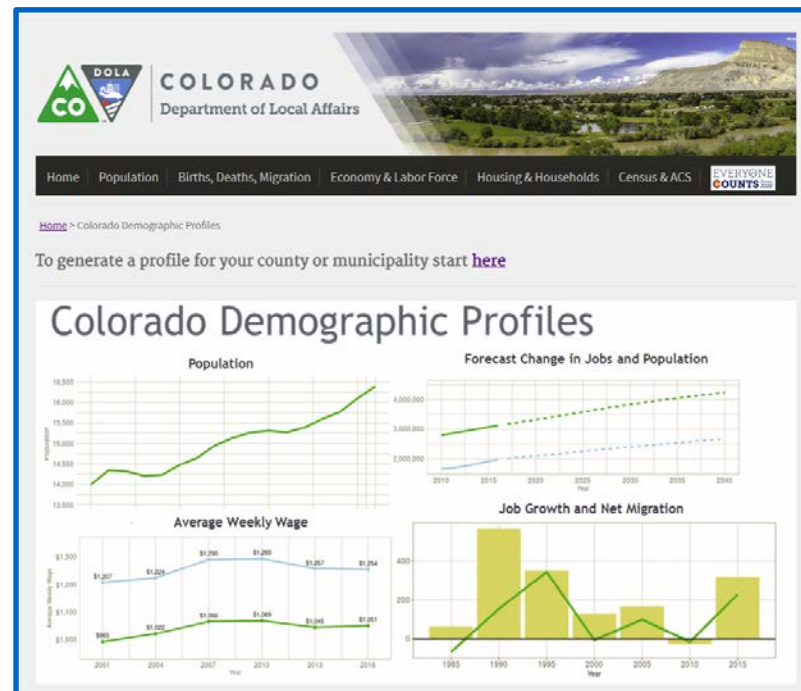 DOLA
CO
COLORADO
Department of Local Affairs
Home Population Births, Deaths, Migration Economy & Labor Force Housing & Households Census & ACS EVERYONE COUNTS
Home > Colorado Demographic Profiles
To generate a profile for your county or municipality start here
Colorado Demographic Profiles
Population
16,500
16,000
15,500
15,000
14,500
14,000
13,500
Population
Forecast Change in Jobs and Population
4,000,000
3,000,000
2,000,000
2010 2015 2020 2025 2030 2035 2040
Year
Average Weekly Wage
$1,300
$1,200
$1,100
$1,000
Average Weekly Wage
$1,207 $1,224 $1,290 $1,293 $1,257 $1,254
$1,022 $1,069 $1,045 $1,051
2001 2004 2007 2010 2013 2016
Year
Job Growth and Net Migration
400
200
0
1985 1990 1995 2000 2005 2010 2015
Year